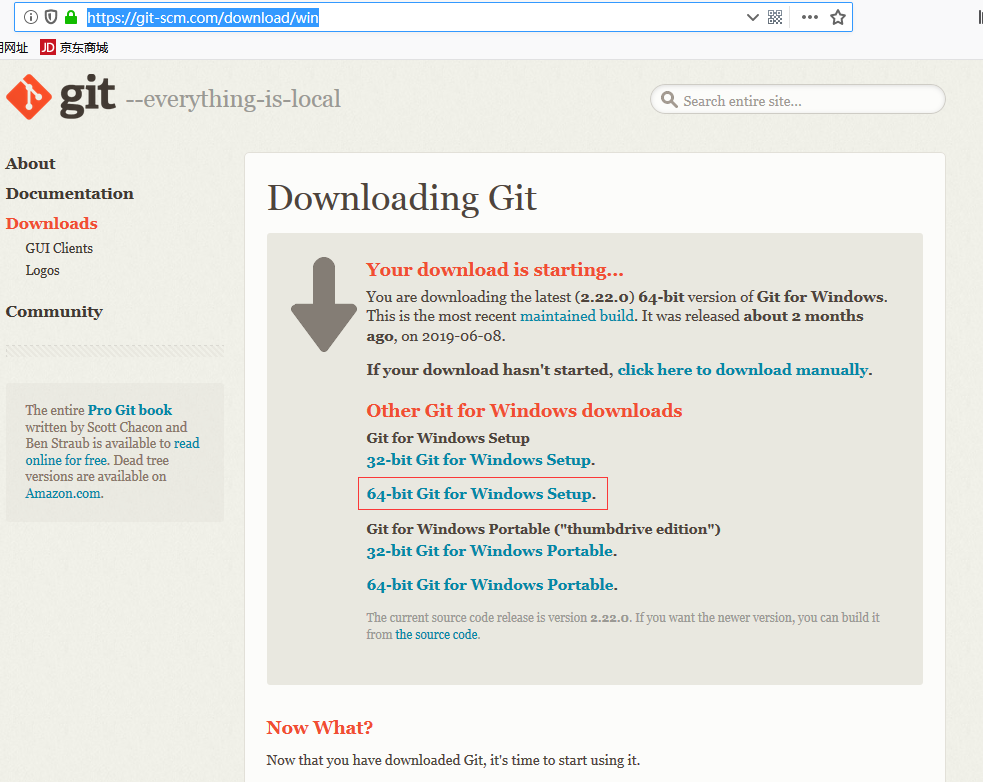 https://git-scm.com/download/win
网址 JD 京东商城
git --everything-is-local
Search entire site...
About
Documentation
Downloads
GUI Clients
Logos
Community
The entire Pro Git book
written by Scott Chacon and
Ben Straub is available to read
online for free. Dead tree
versions are available on
Amazon.com.
Downloading Git
Your download is starting...
You are downloading the latest (2.22.0) 64-bit version of Git for Windows.
This is the most recent maintained build. It was released about 2 months
ago, on 2019-06-08.
If your download hasn't started, click here to download manually.
Other Git for Windows downloads
Git for Windows Setup
32-bit Git for Windows Setup.
64-bit Git for Windows Setup.
Git for Windows Portable ("thumbdrive edition")
32-bit Git for Windows Portable.
64-bit Git for Windows Portable.
The current source code release is version 2.22.0. If you want the newer version, you can build it
from the source code.
Now What?
Now that you have downloaded Git, it's time to start using it.